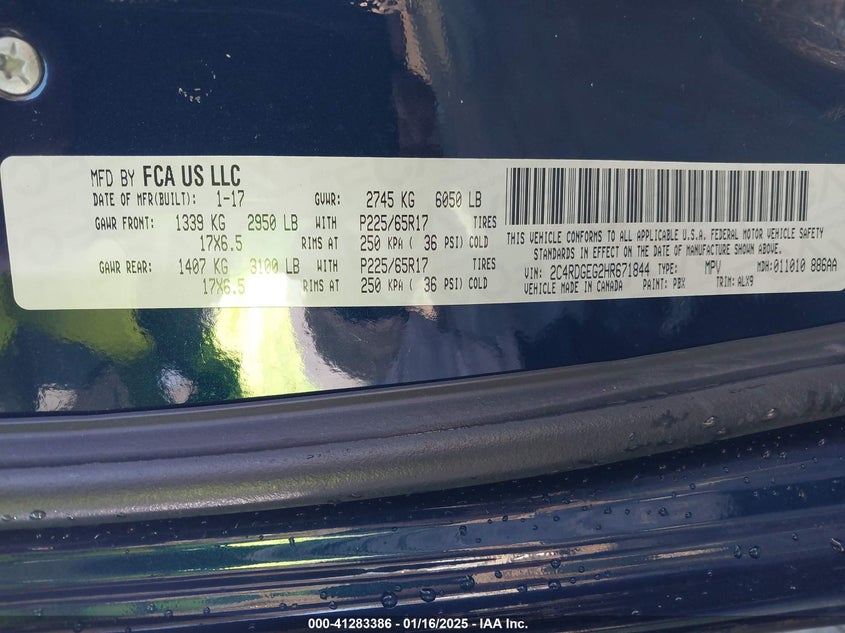 MFD BY FCA US LLC
DATE OF MFR(BUILT): 1-17 GVWR: 2745 KG 6050 LB
GAWR FRONT: 1339 KG 2950 LB WITH P225/65R17 TIRES
17X6.5 RIMS AT 250 KPA ( 36 PSI) COLD
GAWR REAR: 1407 KG 3100 LB WITH P225/65R17 TIRES
17X6.5 RIMS AT 250 KPA ( 36 PSI) COLD
THIS VEHICLE CONFORMS TO ALL APPLICABLE U.S.A. FEDERAL MOTOR VEHICLE SAFETY
STANDARDS IN EFFECT ON THE DATE OF MANUFACTURE SHOWN ABOVE.
VIN: 2C4RDGEG2HR671844 TYPE: MPV MDH: 011010 886AA
VEHICLE MADE IN CANADA PAINT: PBX TRIM: ALX9
000-41283386 - 01/16/2025 - IAA Inc.